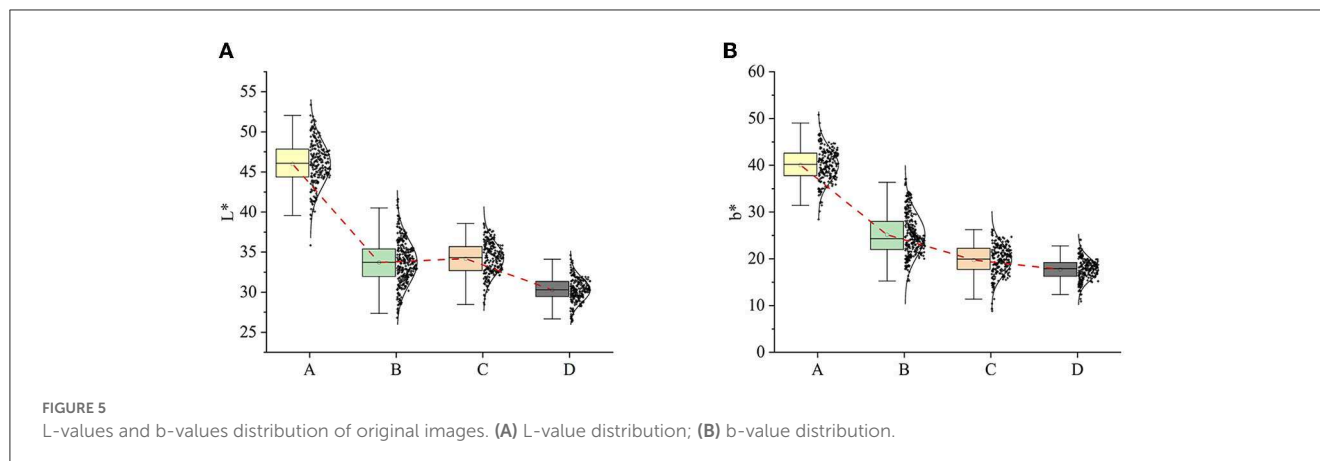 A
55
50
45
40
35
30
25
L*
A B C D
B
60
50
40
30
20
10
0
b*
A B C D
FIGURE 5
L-values and b-values distribution of original images. (A) L-value distribution; (B) b-value distribution.